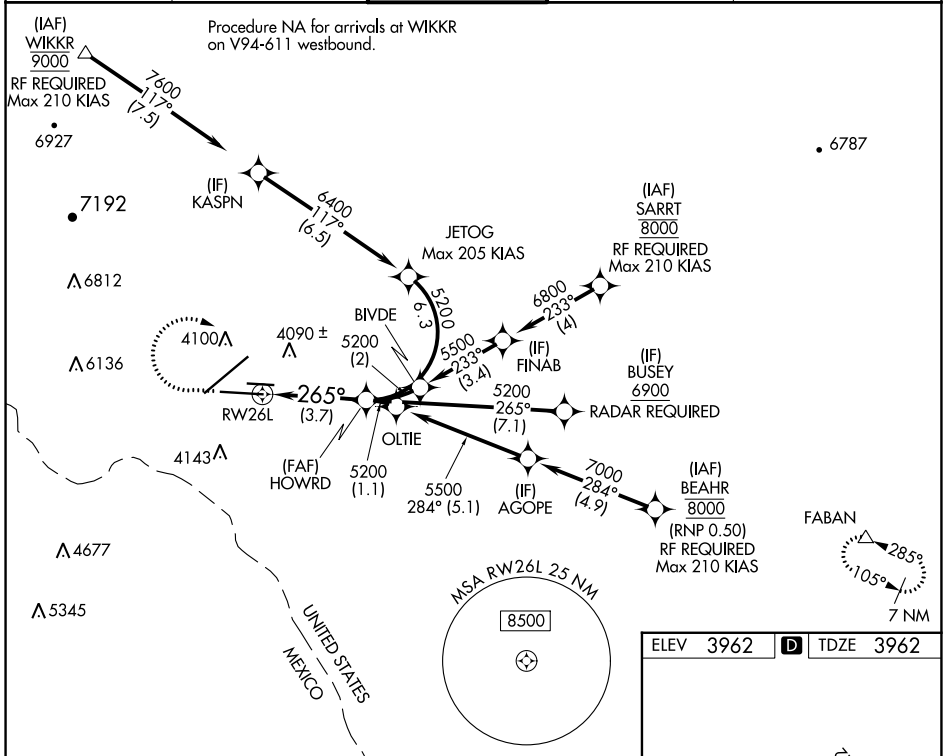 Procedure NA for arrivals at WIKKR
on V94-611 westbound.
(IAF)
WIKKR
9000
RF REQUIRED
Max 210 KIAS
7600
117°
(7.5)
6927
6787
(IF)
KASPN
7192
6400
117°
(6.5)
(IAF)
SARRT
8000
RF REQUIRED
Max 210 KIAS
JETOG
Max 205 KIAS
6812
5200
6.3
6800
233°
(4)
BIVDE
4100
4090 ±
5200
(2)
5500
233°
(3.4)
(IF)
FINAB
6136
(IF)
BUSEY
6900
RADAR REQUIRED
5200
265°
(7.1)
265°
(3.7)
RW26L
OLTIE
4143
(FAF)
HOWRD
5200
(1.1)
5500
284° (5.1)
(IF)
AGOPE
7000
284°
(4.9)
(IAF)
BEAHR
8000
(RNP 0.50)
RF REQUIRED
Max 210 KIAS
FABAN
285°
105°
7 NM
4677
5345
MSA RW26L 25 NM
8500
UNITED STATES
MEXICO
ELEV 3962 D TDZE 3962